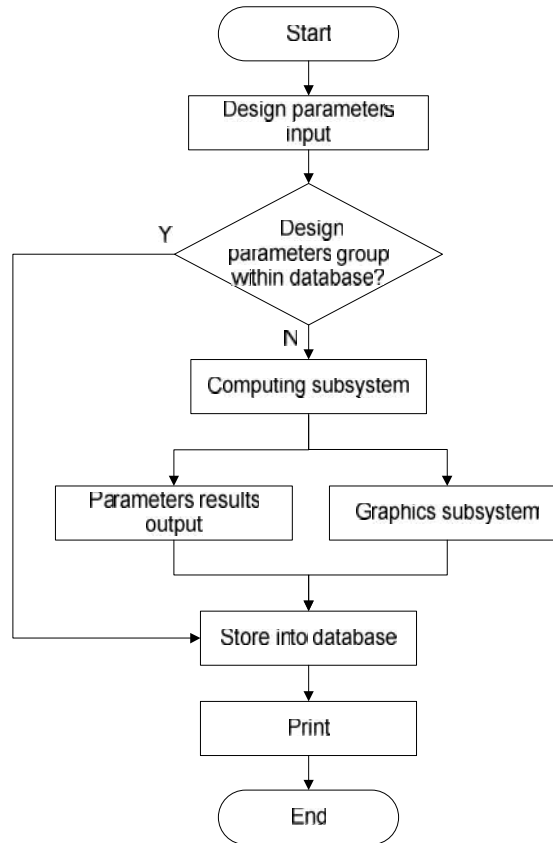 Start
Design parameters
input
Design
parameters group
within database?
Y
N
Computing subsystem
Parameters results
output
Graphics subsystem
Store into database
Print
End